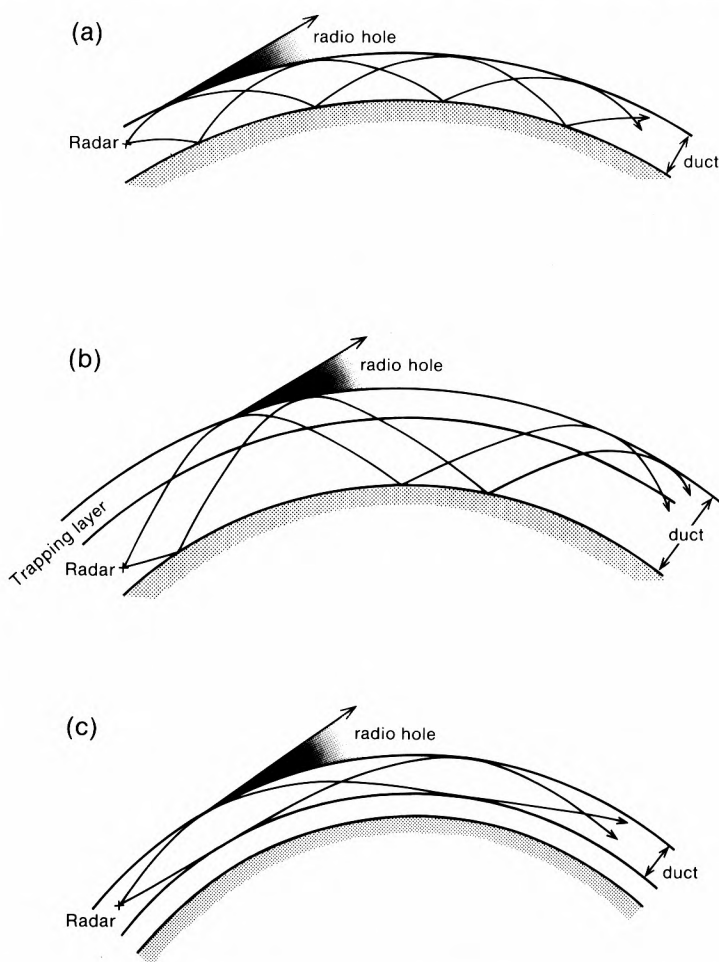 (a)
radio hole
Radar
duct
(b)
radio hole
Trapping layer
Radar
duct
(c)
radio hole
Radar
duct